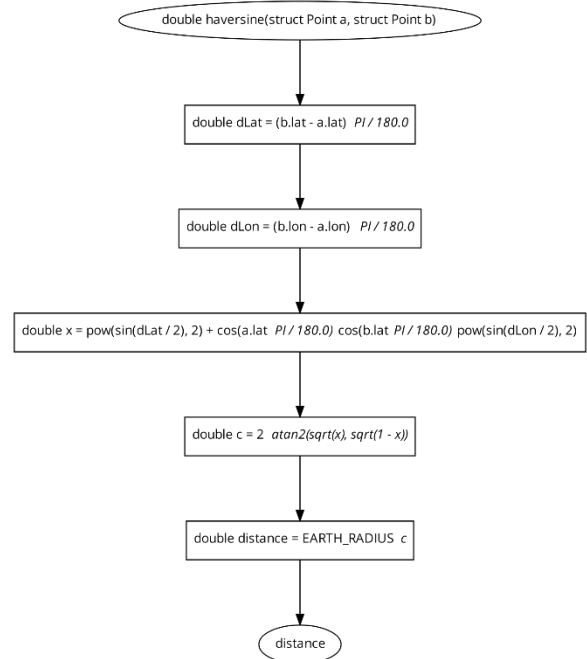 double haversine(struct Point a, struct Point b)
double dLat = (b.lat - a.lat)  PI / 180.0
double dLon = (b.lon - a.lon)  PI / 180.0
double x = pow(sin(dLat / 2), 2) + cos(a.lat  PI / 180.0) cos(b.lat  PI / 180.0) pow(sin(dLon / 2), 2)
double c = 2  atan2(sqrt(x), sqrt(1 - x))
double distance = EARTH_RADIUS  c
distance